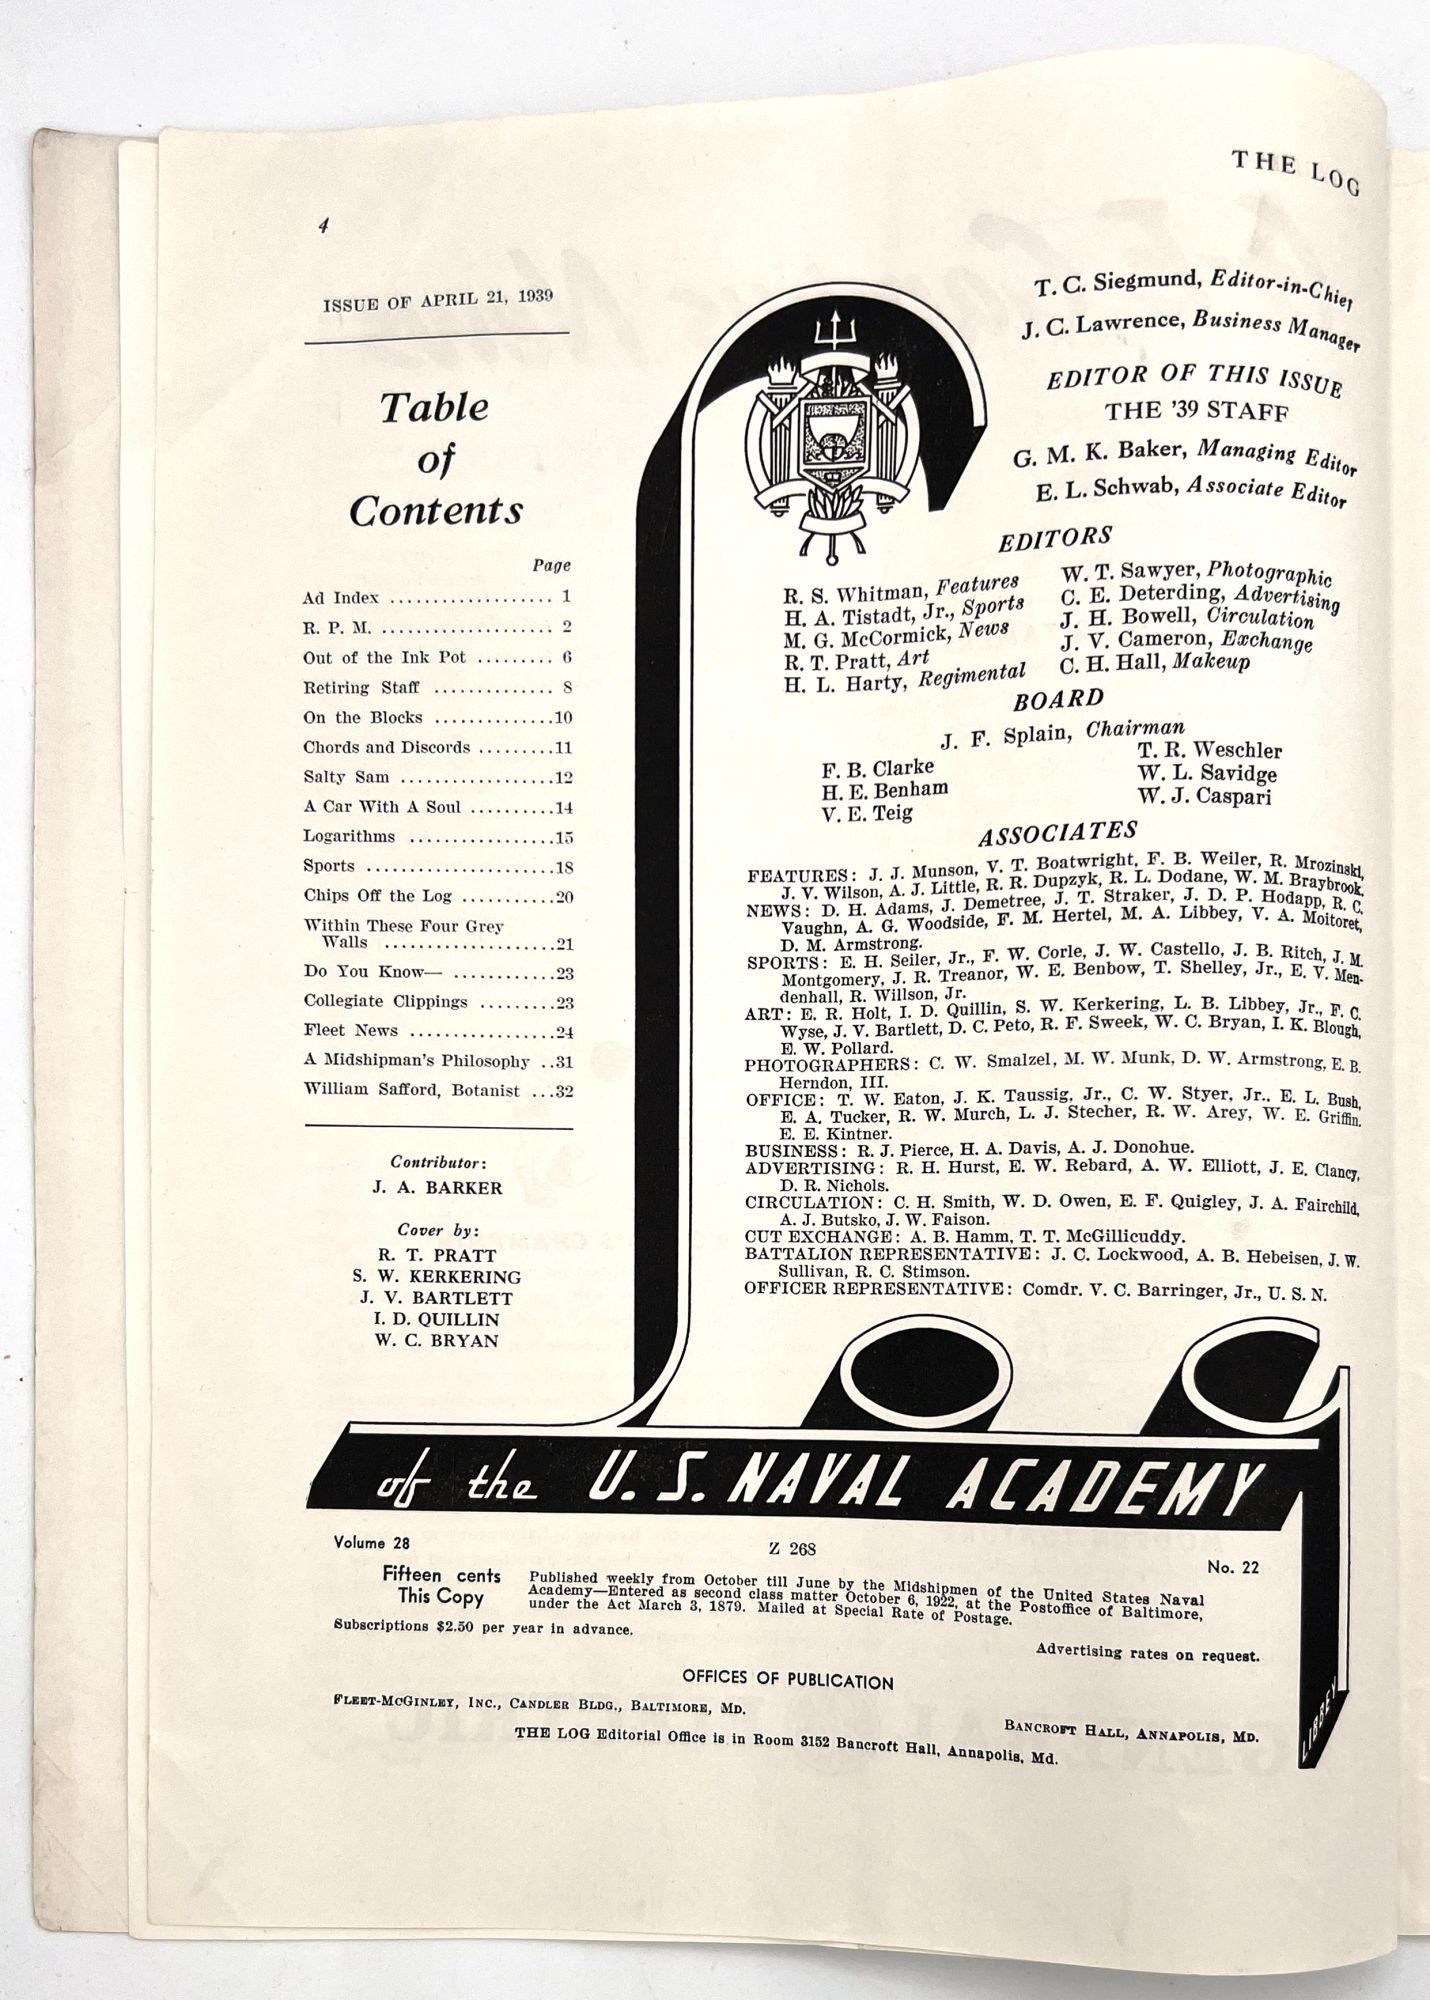 THE LOG
4
ISSUE OF APRIL 21, 1939
Table
of
Contents
Page
Ad Index ................... 1
R. P. M. .................... 2
Out of the Ink Pot ......... 6
Retiring Staff .............. 8
On the Blocks ..............10
Chords and Discords .........11
Salty Sam ..................12
A Car With A Soul ..........14
Logarithms .................15
Sports ......................18
Chips Off the Log ...........20
Within These Four Grey
Walls ....................21
Do You Know— ............23
Collegiate Clippings .........23
Fleet News .................24
A Midshipman's Philosophy ..31
William Safford, Botanist ...32
Contributor:
J. A. BARKER
Cover by:
R. T. PRATT
S. W. KERKERING
J. V. BARTLETT
I. D. QUILLIN
W. C. BRYAN
T. C. Siegmund, Editor-in-Chief
J. C. Lawrence, Business Manager
EDITOR OF THIS ISSUE
THE '39 STAFF
G. M. K. Baker, Managing Editor
E. L. Schwab, Associate Editor
EDITORS
R. S. Whitman, Features
H. A. Tistadt, Jr., Sports
M. G. McCormick, News
R. T. Pratt, Art
H. L. Harty, Regimental
W. T. Sawyer, Photographic
C. E. Deterding, Advertising
J. H. Bowell, Circulation
J. V. Cameron, Exchange
C. H. Hall, Makeup
BOARD
J. F. Splain, Chairman
F. B. Clarke
H. E. Benham
V. E. Teig
T. R. Weschler
W. L. Savidge
W. J. Caspari
ASSOCIATES
FEATURES: J. J. Munson, V. T. Boatwright, F. B. Weiler, R. Mrozinski,
J. V. Wilson, A. J. Little, R. R. Dupzyk, R. L. Dodane, W. M. Braybrook.
NEWS: D. H. Adams, J. Demetree, J. T. Straker, J. D. P. Hodapp, R. C.
Vaughn, A. G. Woodside, F. M. Hertel, M. A. Libbey, V. A. Moitoret,
D. M. Armstrong.
SPORTS: E. H. Seiler, Jr., F. W. Corle, J. W. Castello, J. B. Ritch, J. M.
Montgomery, J. R. Treanor, W. E. Benbow, T. Shelley, Jr., E. V. Men-
denhall, R. Willson, Jr.
ART: E. R. Holt, I. D. Quillin, S. W. Kerkering, L. B. Libbey, Jr., F. C.
Wyse, J. V. Bartlett, D. C. Peto, R. F. Sweek, W. C. Bryan, I. K. Blough,
E. W. Pollard.
PHOTOGRAPHERS: C. W. Smalzel, M. W. Munk, D. W. Armstrong, E. B.
Herndon, III.
OFFICE: T. W. Eaton, J. K. Taussig, Jr., C. W. Styer, Jr., E. L. Bush,
E. A. Tucker, R. W. Murch, L. J. Stecher, R. W. Arey, W. E. Griffin.
E. E. Kintner.
BUSINESS: R. J. Pierce, H. A. Davis, A. J. Donohue.
ADVERTISING: R. H. Hurst, E. W. Rebard, A. W. Elliott, J. E. Clancy,
D. R. Nichols.
CIRCULATION: C. H. Smith, W. D. Owen, E. F. Quigley, J. A. Fairchild,
A. J. Butsko, J. W. Faison.
CUT EXCHANGE: A. B. Hamm, T. T. McGillicuddy.
BATTALION REPRESENTATIVE: J. C. Lockwood, A. B. Hebeisen, J. W.
Sullivan, R. C. Stimson.
OFFICER REPRESENTATIVE: Comdr. V. C. Barringer, Jr., U. S. N.
Log
of the U. S. NAVAL ACADEMY
LIBBEY
Volume 28
Z 268
No. 22
Fifteen cents
This Copy
Published weekly from October till June by the Midshipmen of the United States Naval
Academy—Entered as second class matter October 6, 1922, at the Postoffice of Baltimore,
under the Act March 3, 1879. Mailed at Special Rate of Postage.
Subscriptions $2.50 per year in advance.
Advertising rates on request.
OFFICES OF PUBLICATION
FLEET-MCGINLEY, INC., CANDLER BLDG., BALTIMORE, MD.
BANCROFT HALL, ANNAPOLIS, MD.
THE LOG Editorial Office is in Room 3152 Bancroft Hall, Annapolis, Md.